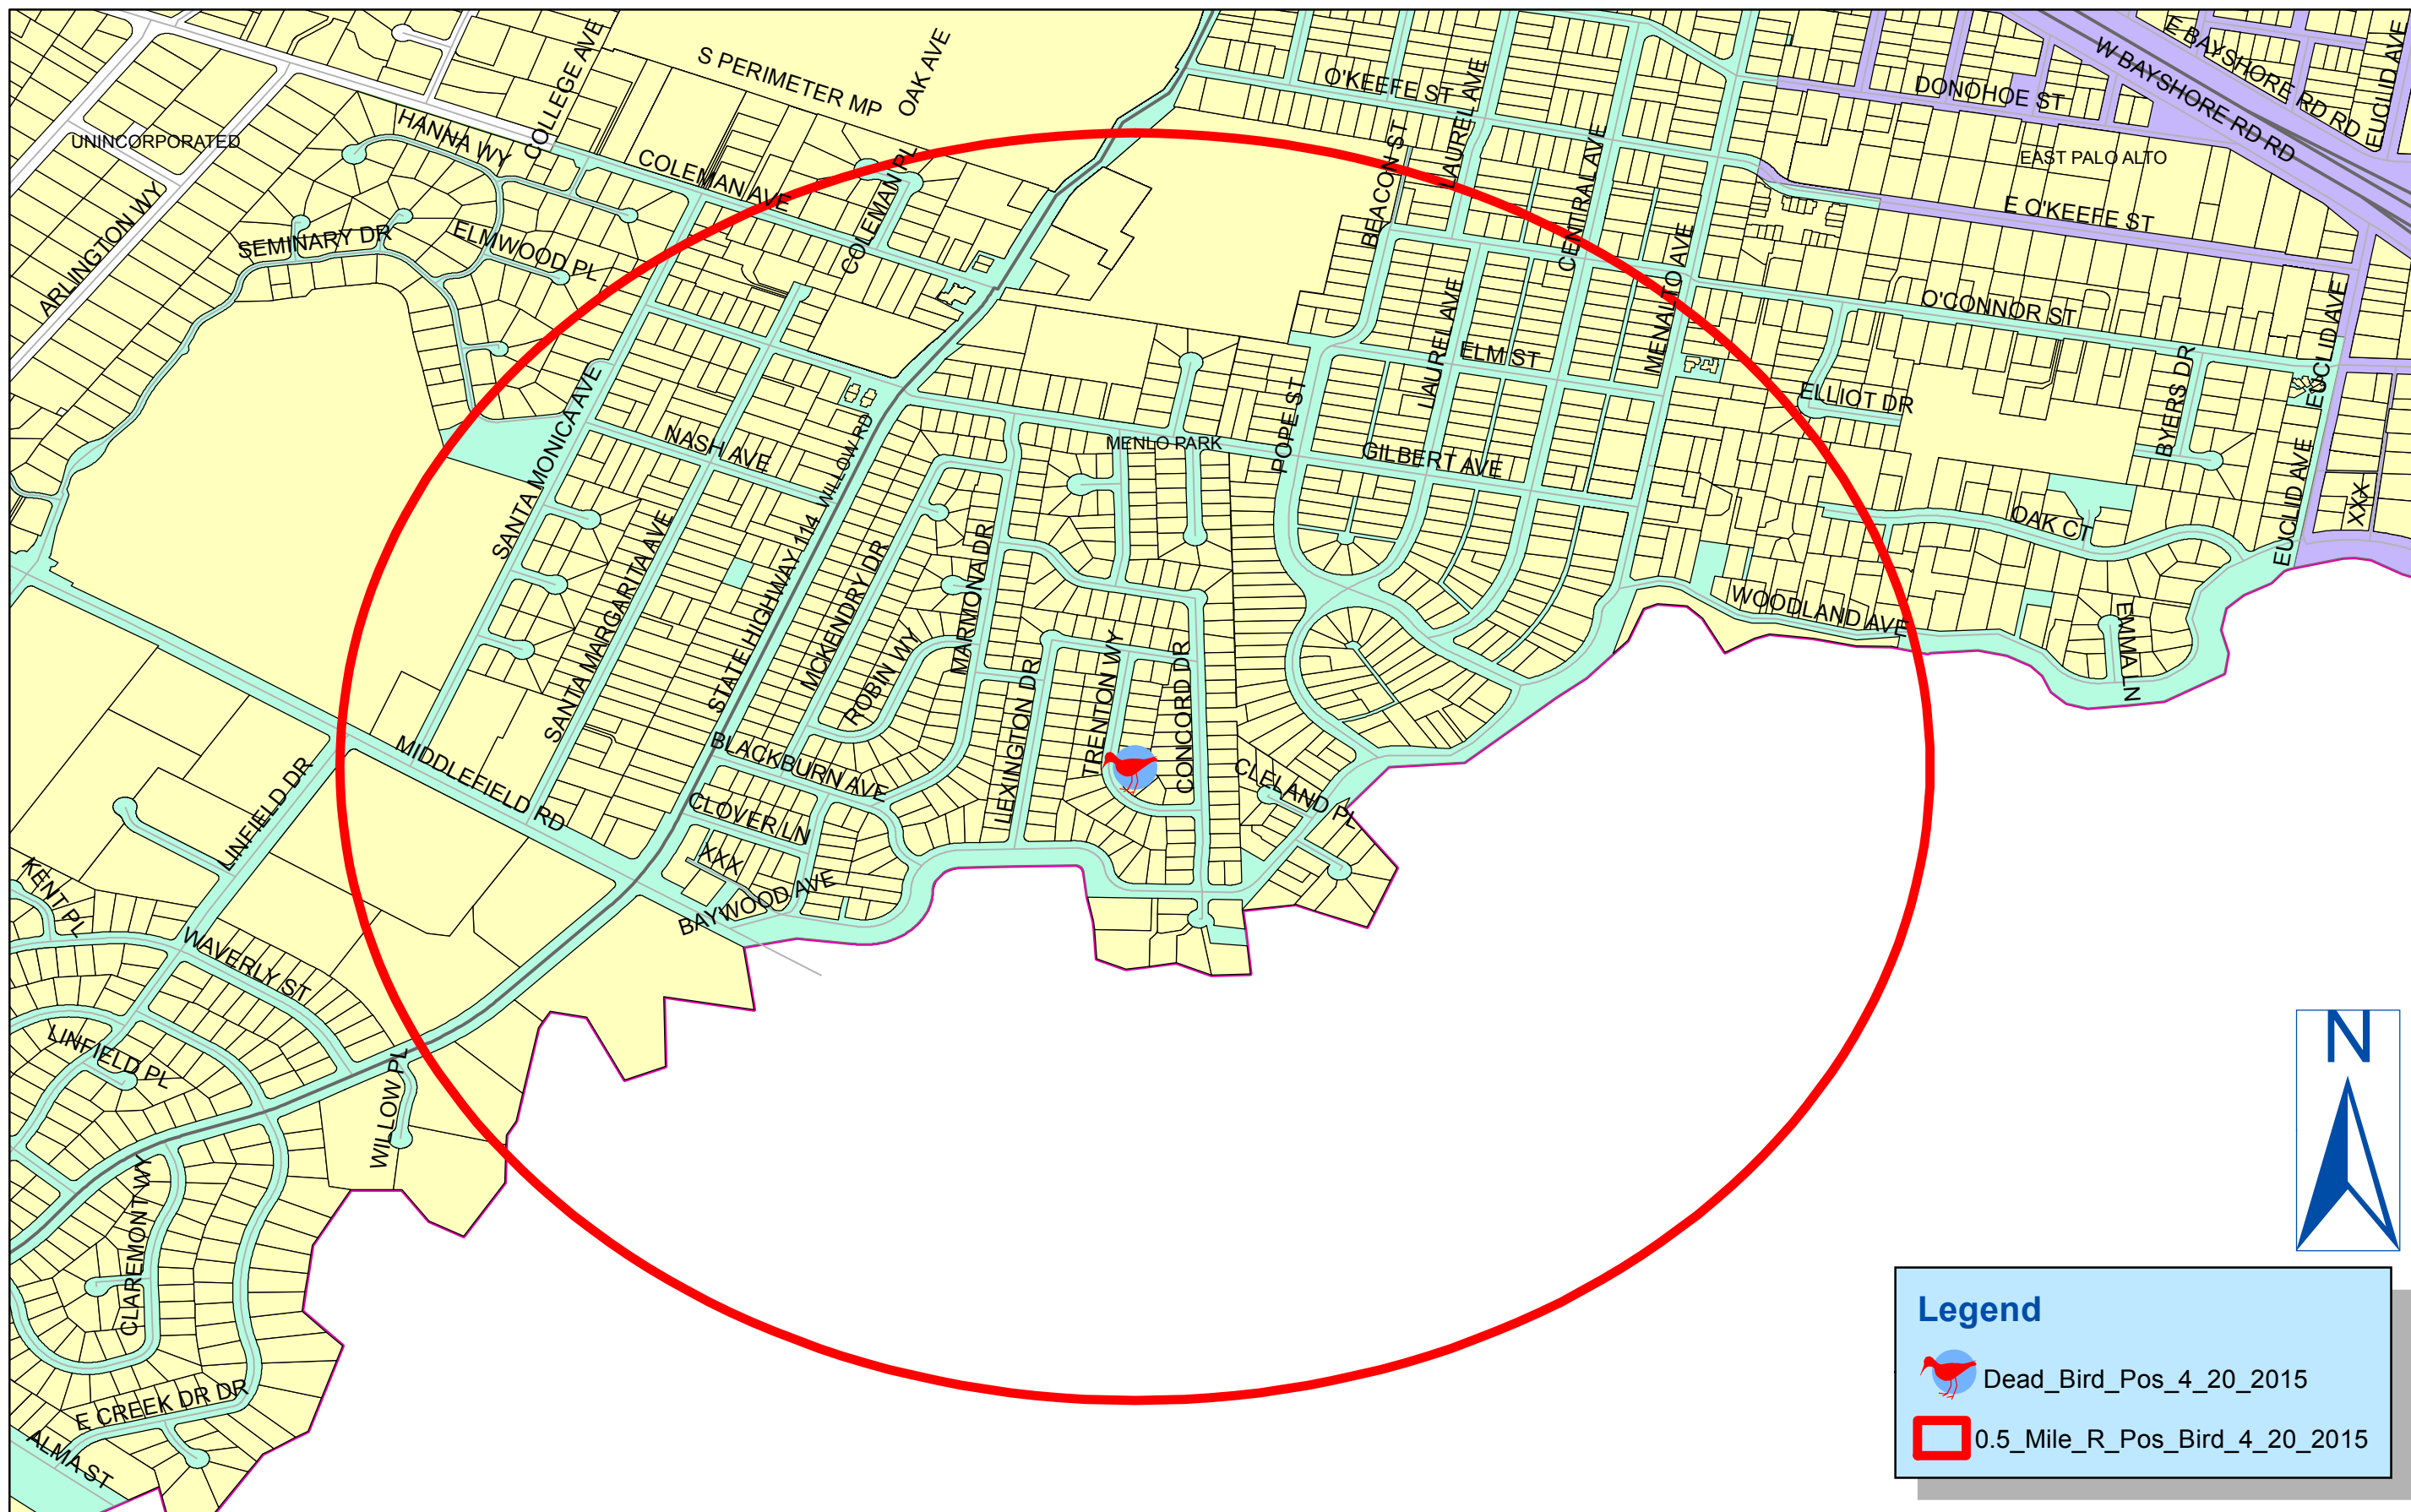 COLLEGE AVE
S PERIMETER MP
OAK AVE
O'KEEFE ST
LAUREL AVE
DONOHOE ST
W BAYSHORE RD RD
E BAYSHORE RD RD
EUCLID AVE
UNINCORPORATED
HANNA WY
COLEMAN AVE
COLEMAN PL
BEACON ST
CENTRAL AVE
EAST PALO ALTO
E O'KEEFE ST
ARLINGTON WY
SEMINARY DR
ELMWOOD PL
MENALTO AVE
O'CONNOR ST
EUCLID AVE
SANTA MONICA AVE
NASH AVE
WILLOW RD
MENLO PARK
POPE ST
LAUREL AVE
ELM ST
GILBERT AVE
ELLIOT DR
BYERS DR
EUCLID AVE
XXX
OAK CT
SANTA MARGARITA AVE
STATE HIGHWAY 114
MCKENDRY DR
ROBIN WY
MARMONA DR
LEXINGTON DR
TRENTON WY
CONCORD DR
WOODLAND AVE
EMMA LN
MIDDLEFIELD RD
LINFIELD DR
BLACKBURN AVE
CLOVER LN
XXX
BAYWOOD AVE
CLELAND PL
KENT PL
WAVERLY ST
LINFIELD PL
WILLOW PL
CLAREMONT WY
E CREEK DR DR
ALMA ST
N
Legend
Dead_Bird_Pos_4_20_2015
0.5_Mile_R_Pos_Bird_4_20_2015